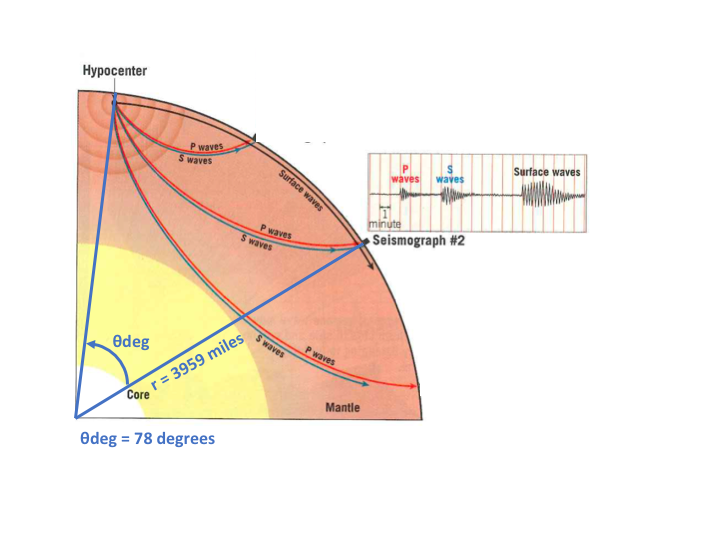 Hypocenter
P waves
S waves
Surface waves
P
waves
S
waves
Surface waves
1
minute
P waves
S waves
Seismograph #2
θdeg
r = 3959 miles
S waves
P waves
Core
Mantle
θdeg = 78 degrees